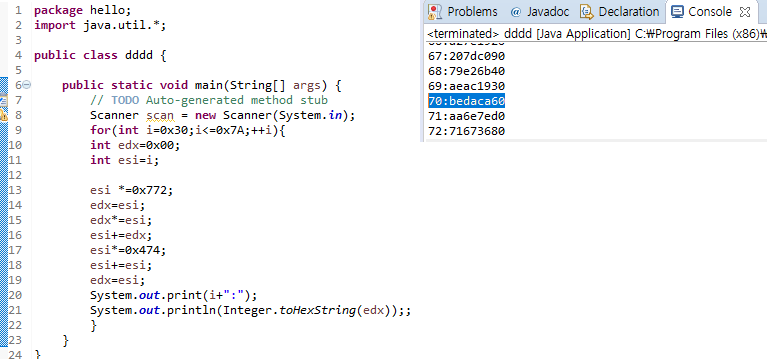 1 package hello;
2 import java.util.*;
3
4 public class dddd {
5
6 public static void main(String[] args) {
7 // TODO Auto-generated method stub
8 Scanner scan = new Scanner(System.in);
9 for(int i=0x30;i<=0x7A;++i){
10 int edx=0x00;
11 int esi=i;
12
13 esi *=0x772;
14 edx=esi;
15 edx*=esi;
16 esi+=edx;
17 esi*=0x474;
18 esi+=esi;
19 edx=esi;
20 System.out.print(i+":");
21 System.out.println(Integer.toHexString(edx));;
22 }
23 }
24 }
Problems @ Javadoc Declaration Console
<terminated> dddd [Java Application] C:₩Program Files (x86)₩
67:207dc090
68:79e26b40
69:aeac1930
70:bedaca60
71:aa6e7ed0
72:71673680